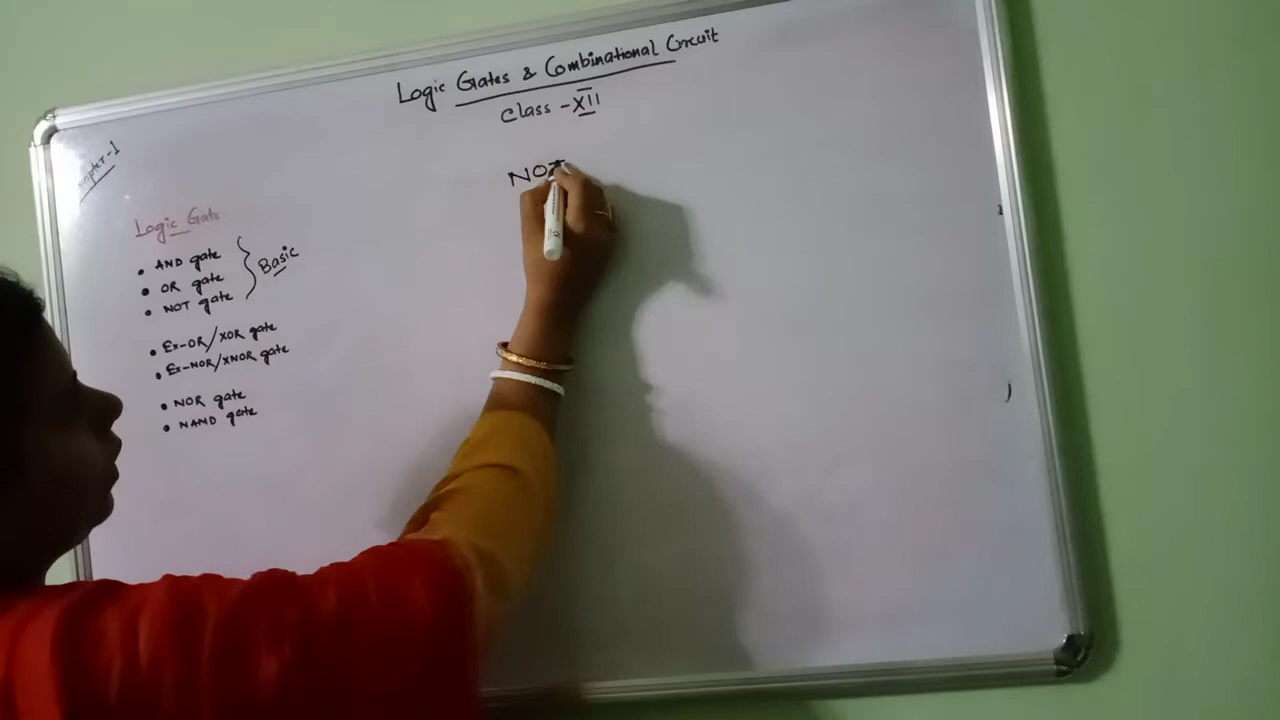 Logic Gates & Combinational Circuit
Class - XII
NOT
Logic Gate
• AND gate
• OR gate
• NOT gate
Basic
• Ex-OR/XOR gate
• Ex-NOR/XNOR gate
• NOR gate
• NAND gate